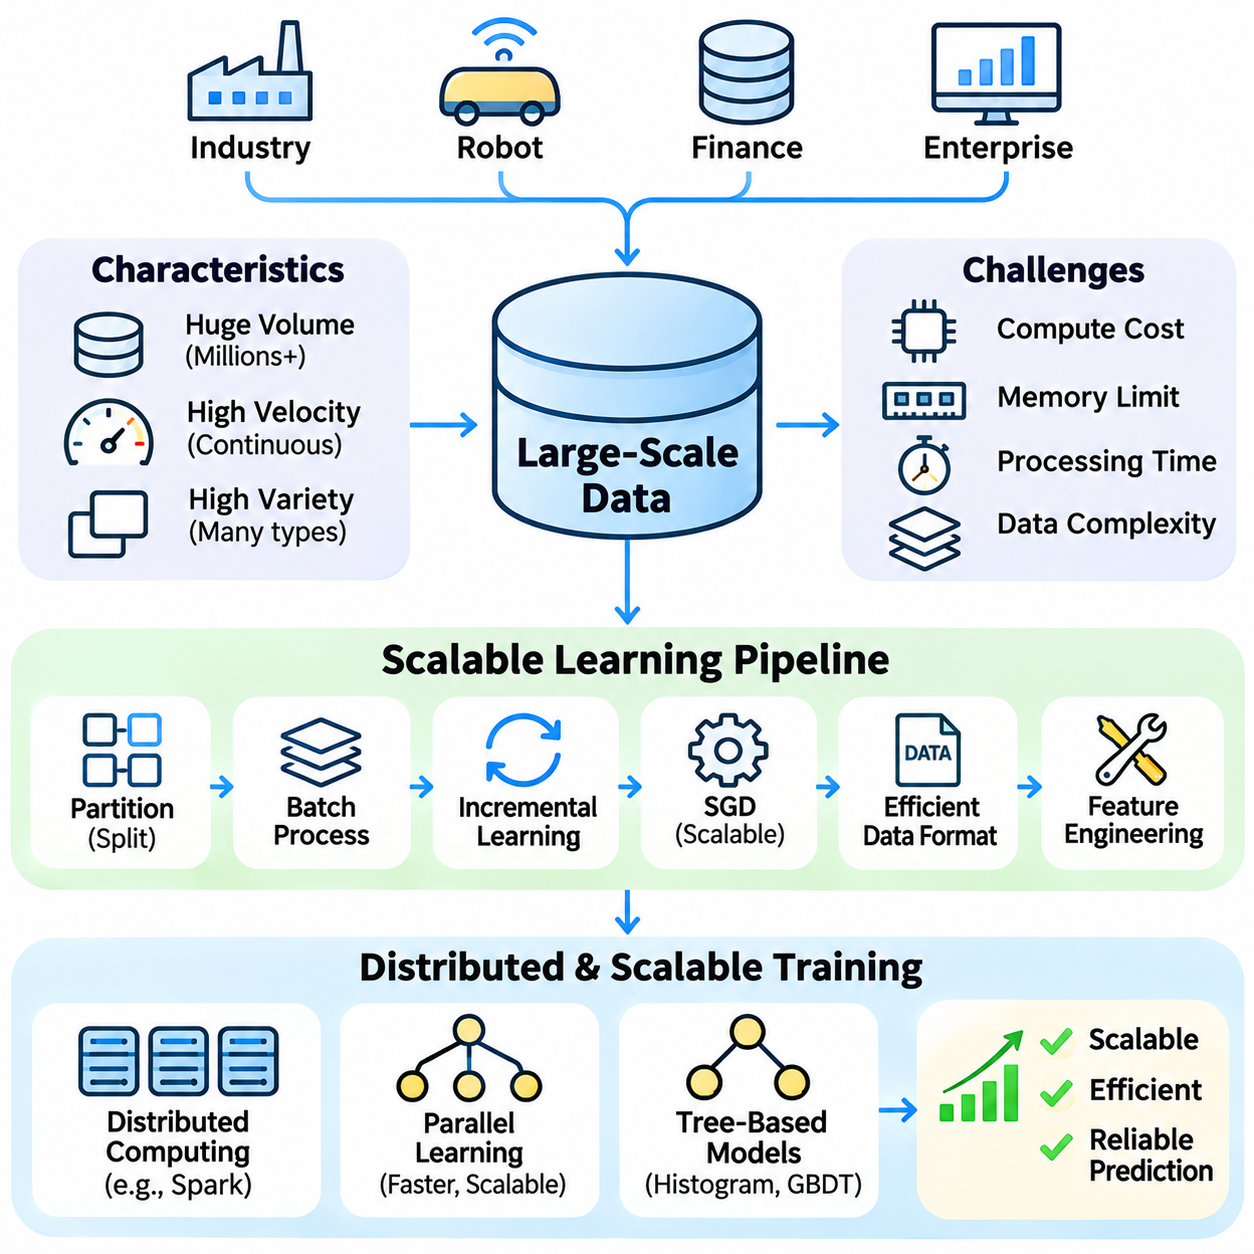 Industry
Robot
Finance
Enterprise
Characteristics
Huge Volume
(Millions+)
High Velocity
(Continuous)
High Variety
(Many types)
Large-Scale
Data
Challenges
Compute Cost
Memory Limit
Processing Time
Data Complexity
Scalable Learning Pipeline
Partition
(Split)
Batch
Process
Incremental
Learning
SGD
(Scalable)
DATA
Efficient
Data Format
Feature
Engineering
Distributed & Scalable Training
Distributed
Computing
(e.g., Spark)
Parallel
Learning
(Faster, Scalable)
Tree-Based
Models
(Histogram, GBDT)
Scalable
Efficient
Reliable
Prediction